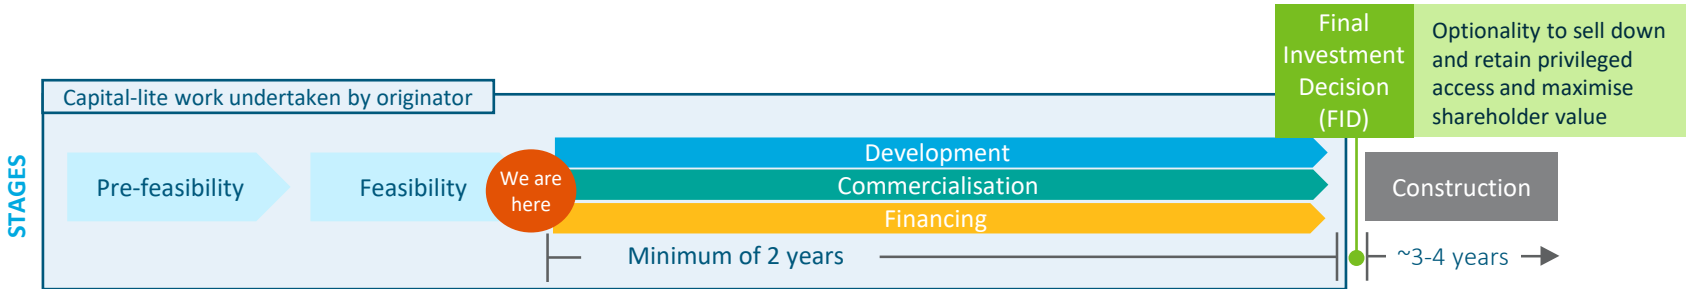 Final
Investment
Decision
(FID)
Optionality to sell down
and retain privileged
access and maximise
shareholder value
Capital-lite work undertaken by originator
STAGES
Pre-feasibility
Feasibility
We are
here
Development
Commercialisation
Financing
Construction
Minimum of 2 years
~3-4 years